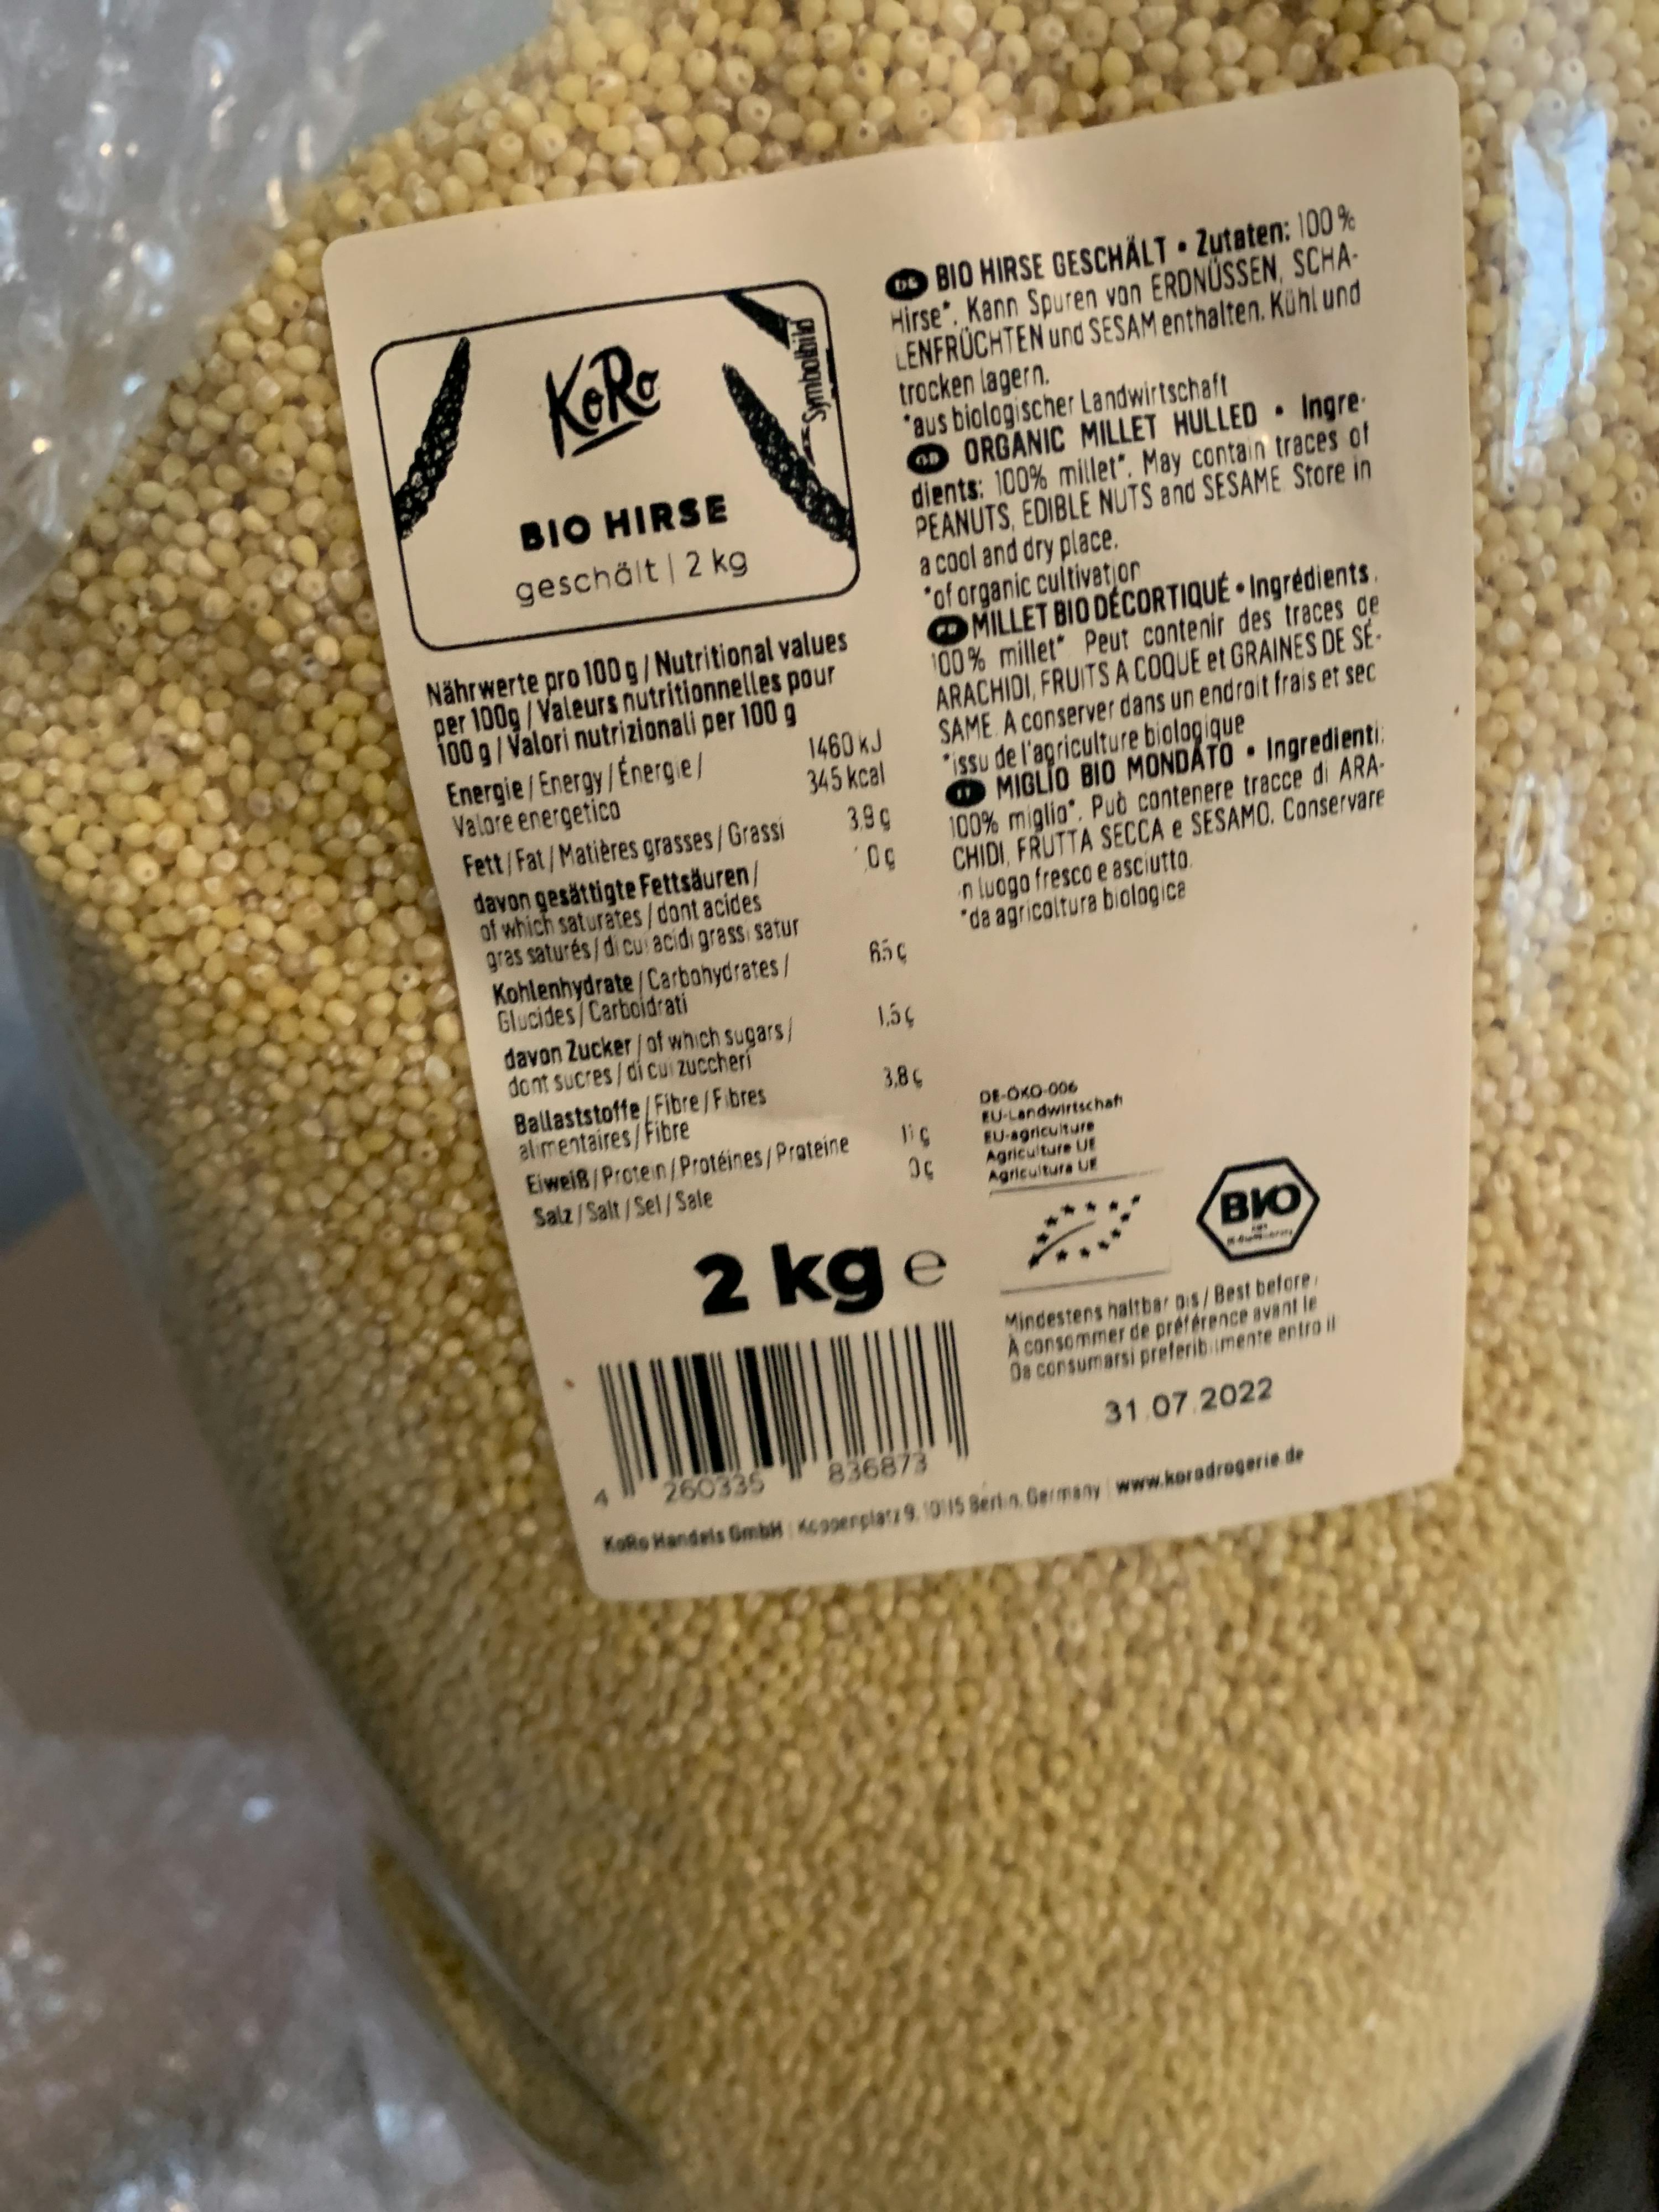 KoRo
Symbolbild
BIO HIRSE
geschält | 2 kg
Nährwerte pro 100 g / Nutritional values
per 100g / Valeurs nutritionnelles pour
100 g / Valori nutrizionali per 100 g
Energie / Energy / Énergie / 1460 kJ
Valore energetico 345 kcal
Fett / Fat / Matières grasses / Grassi 3,9 g
davon gesättigte Fettsäuren /
of which saturates / dont acides
gras saturés / di cui acidi grassi satur
Kohlenhydrate / Carbohydrates / 65 g
Glucides / Carboidrati
davon Zucker / of which sugars / 1,5 g
dont sucres / di cui zuccheri
Ballaststoffe / Fibre / Fibres 3,8 g
alimentaires / Fibre
Eiweiß / Protein / Protéines / Proteine
Salz / Salt / Sel / Sale 0 g
2 kg e
4 260335 836873
DE BIO HIRSE GESCHÄLT • Zutaten: 100 %
Hirse*. Kann Spuren von ERDNÜSSEN, SCHA-
LENFRÜCHTEN und SESAM enthalten. Kühl und
trocken lagern.
*aus biologischer Landwirtschaft
GB ORGANIC MILLET HULLED • Ingre-
dients: 100% millet*. May contain traces of
PEANUTS, EDIBLE NUTS and SESAME. Store in
a cool and dry place.
*of organic cultivation
FR MILLET BIO DÉCORTIQUÉ • Ingrédients
100% millet* Peut contenir des traces de
ARACHIDI, FRUITS A COQUE et GRAINES DE SÉ-
SAME. A conserver dans un endroit frais et sec
*issu de l'agriculture biologique
IT MIGLIO BIO MONDATO • Ingredienti:
100% miglio*. Può contenere tracce di ARA-
CHIDI, FRUTTA SECCA e SESAMO. Conservare
in luogo fresco e asciutto.
*da agricoltura biologica
DE-ÖKO-006
EU-Landwirtschaft
EU-agriculture
Agriculture UE
Agricultura UE
BIO
Mindestens haltbar bis / Best before
À consommer de préférence avant le
Da consumarsi preferibilmente entro il
31.07.2022
KoRo Handels GmbH | Koppenplatz 9, 10115 Berlin, Germany | www.korodrogerie.de